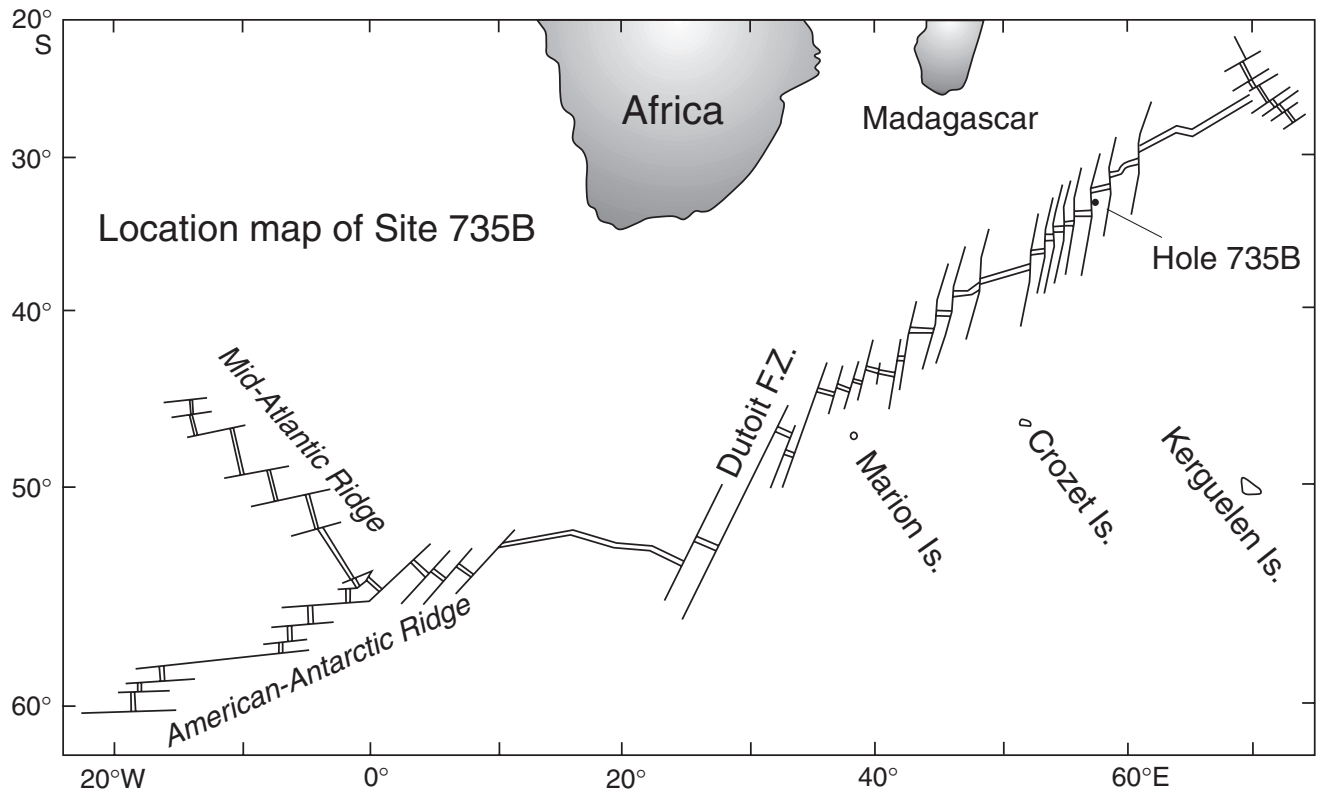 20°
S
Africa
Madagascar
30°
Location map of Site 735B
Hole 735B
40°
Mid-Atlantic Ridge
Dutoit F.Z.
50°
Marion Is.
Crozet Is.
Kerguelen Is.
American-Antarctic Ridge
60°
20°W
0°
20°
40°
60°E